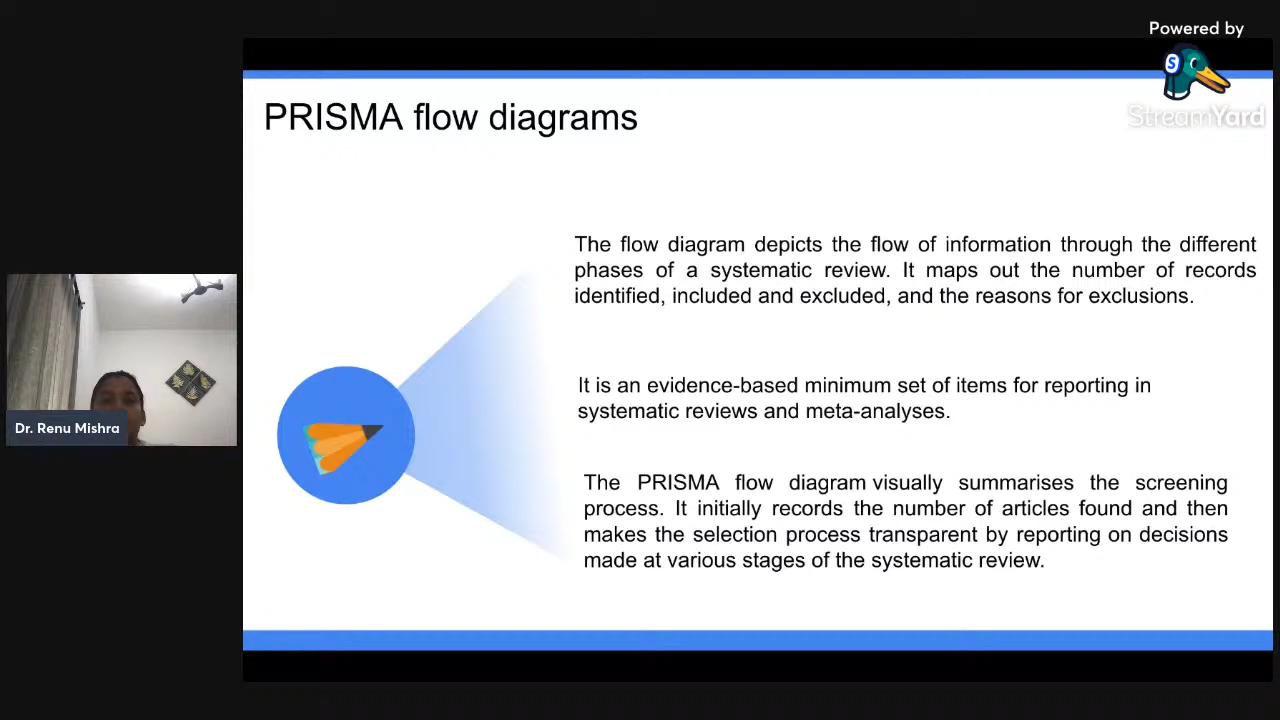 Powered by
S
StreamYard
PRISMA flow diagrams
The flow diagram depicts the flow of information through the different
phases of a systematic review. It maps out the number of records
identified, included and excluded, and the reasons for exclusions.
It is an evidence-based minimum set of items for reporting in
systematic reviews and meta-analyses.
The PRISMA flow diagram visually summarises the screening
process. It initially records the number of articles found and then
makes the selection process transparent by reporting on decisions
made at various stages of the systematic review.
Dr. Renu Mishra